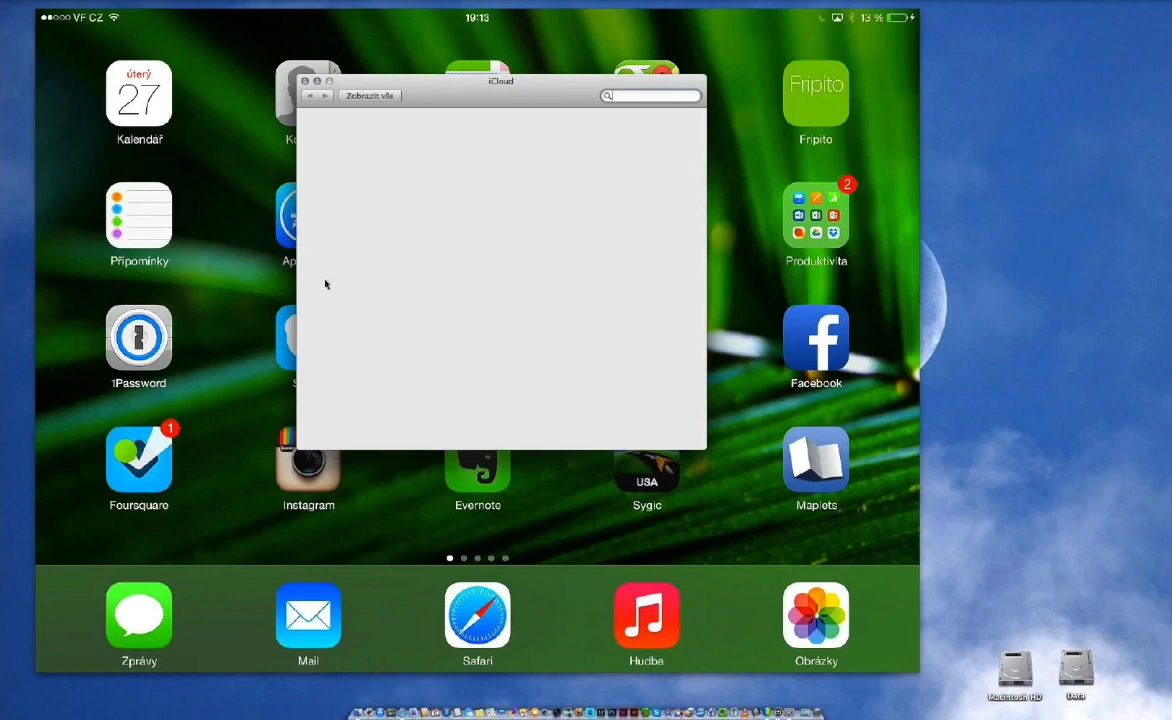 VF CZ
19:13
13 %
iCloud
Zobrazit vše
úterý
27
Kalendář
Fripito
Fripito
Připomínky
2
Produktivita
1Password
Facebook
1
Foursquare
Instagram
Evernote
USA
Sygic
Maplets
Zprávy
Mail
Safari
Hudba
Obrázky
Macintosh HD
Data